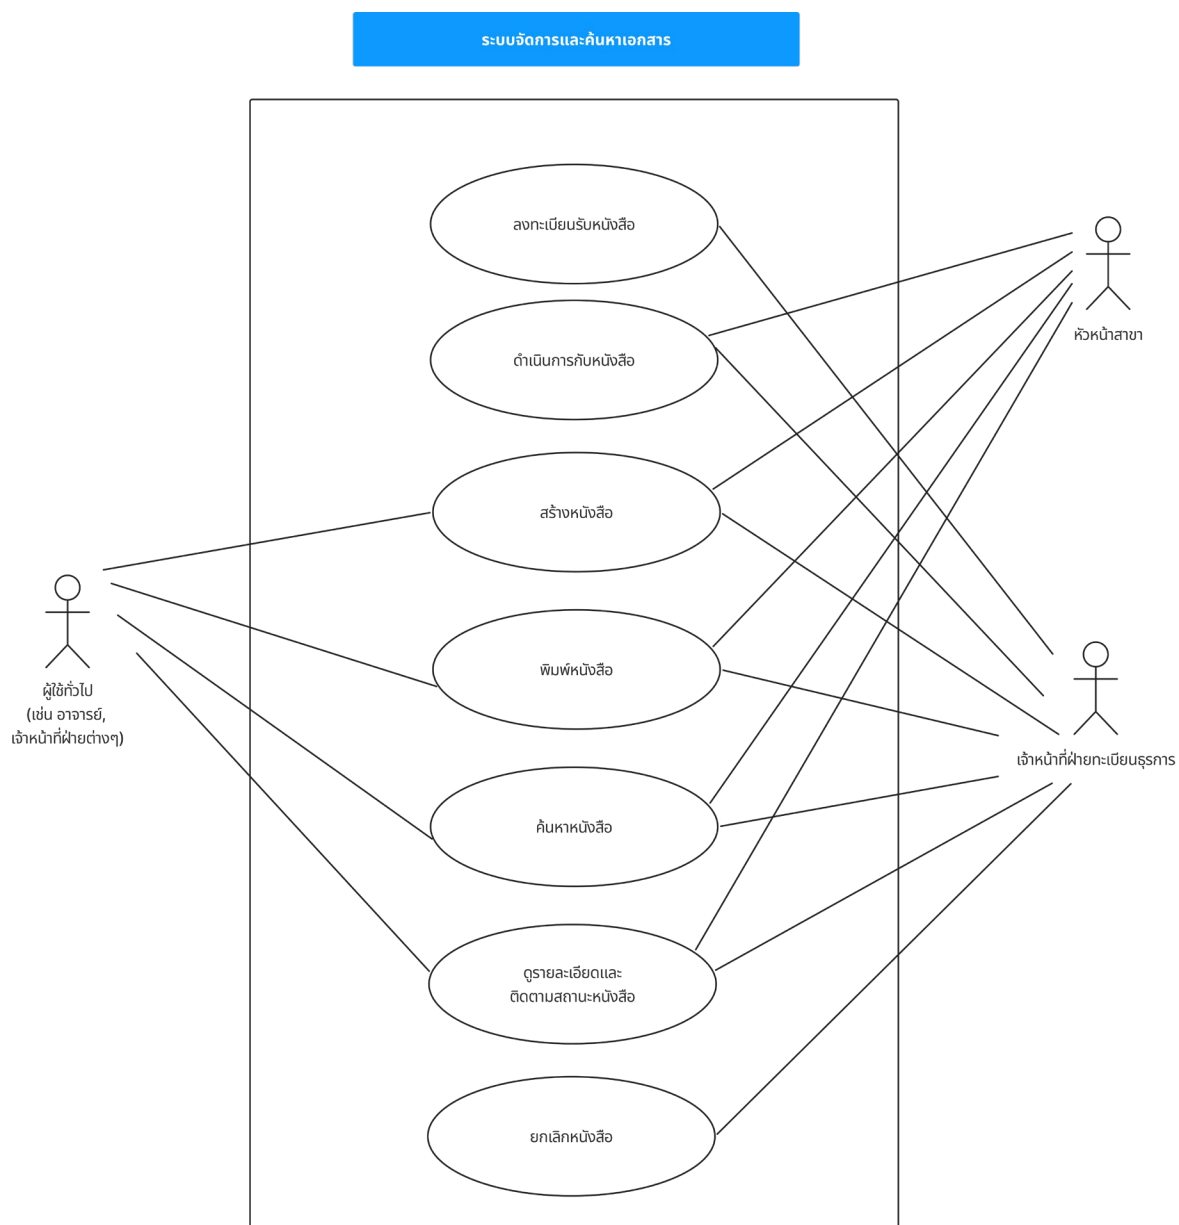 ระบบจัดการและค้นหาเอกสาร
ลงทะเบียนรับหนังสือ
ดำเนินการกับหนังสือ
สร้างหนังสือ
พิมพ์หนังสือ
ค้นหาหนังสือ
ดูรายละเอียดและ
ติดตามสถานะหนังสือ
ยกเลิกหนังสือ
ผู้ใช้ทั่วไป
(เช่น อาจารย์,
เจ้าหน้าที่ฝ่ายต่างๆ)
หัวหน้าสาขา
เจ้าหน้าที่ฝ่ายทะเบียนธุรการ